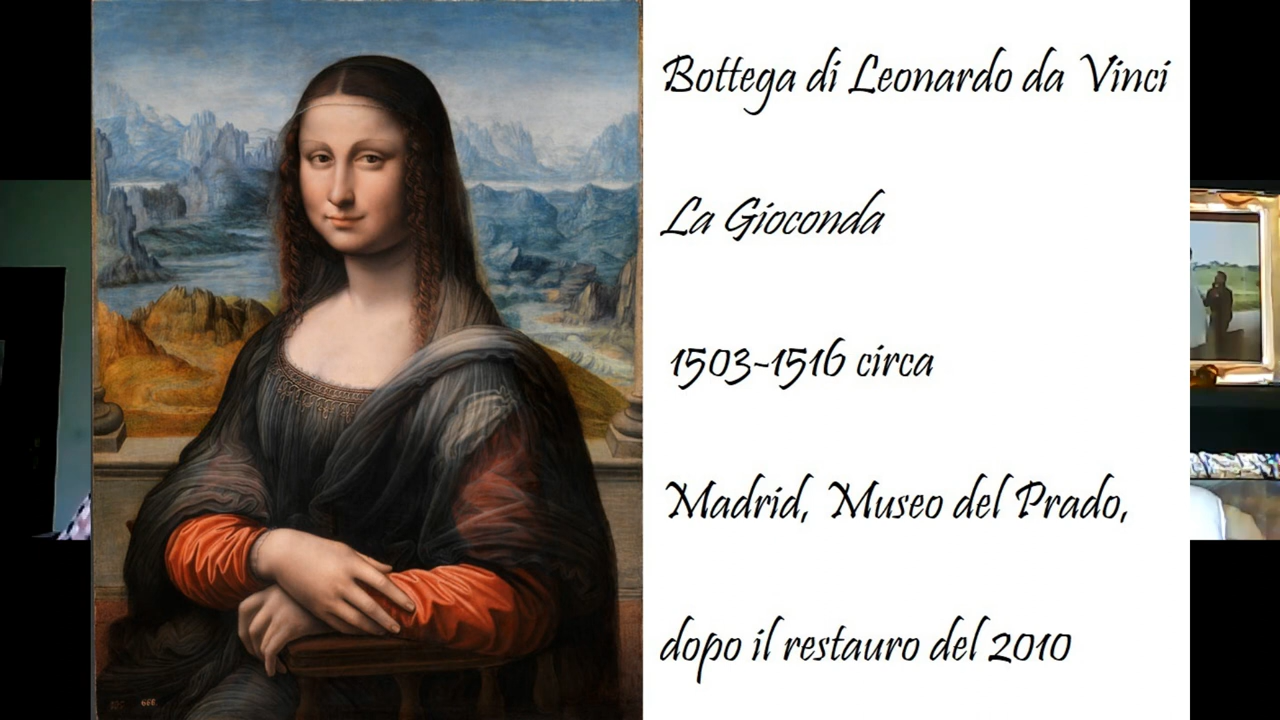 Bottega di Leonardo da Vinci
La Gioconda
1503-1516 circa
Madrid, Museo del Prado,
dopo il restauro del 2010
666.